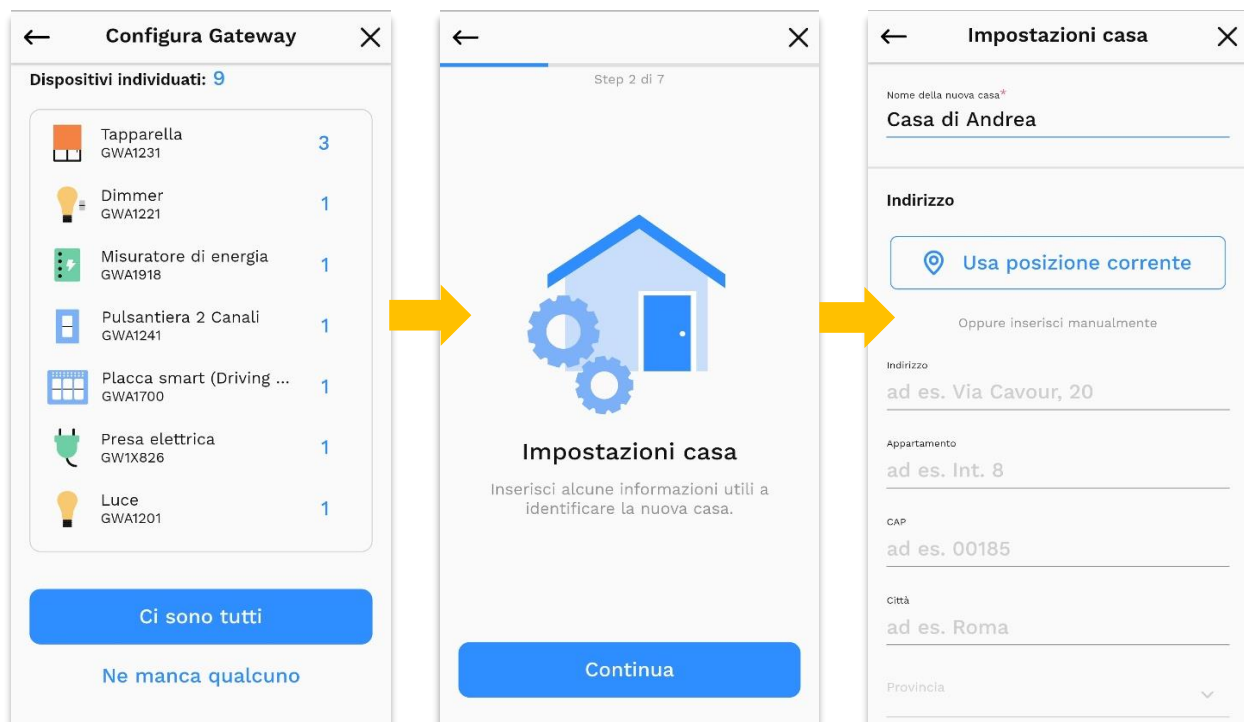 Configura Gateway
Dispositivi individuati: 9
Tapparella
GWA1231
3
Dimmer
GWA1221
1
Misuratore di energia
GWA1918
1
Pulsantiera 2 Canali
GWA1241
1
Placca smart (Driving ...
GWA1700
1
Presa elettrica
GW1X826
1
Luce
GWA1201
1
Ci sono tutti
Ne manca qualcuno
Step 2 di 7
Impostazioni casa
Inserisci alcune informazioni utili a
identificare la nuova casa.
Continua
Impostazioni casa
Nome della nuova casa*
Casa di Andrea
Indirizzo
Usa posizione corrente
Oppure inserisci manualmente
Indirizzo
ad es. Via Cavour, 20
Appartamento
ad es. Int. 8
CAP
ad es. 00185
Città
ad es. Roma
Provincia